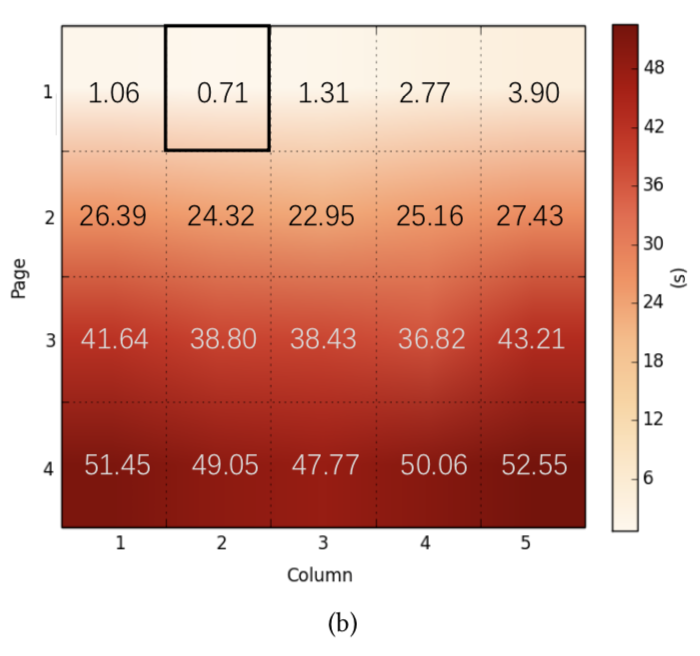 1 1.06 0.71 1.31 2.77 3.90 48
42
2 26.39 24.32 22.95 25.16 27.43 36
30
Page (s)
24
3 41.64 38.80 38.43 36.82 43.21 18
12
4 51.45 49.05 47.77 50.06 52.55 6
1 2 3 4 5
Column
(b)